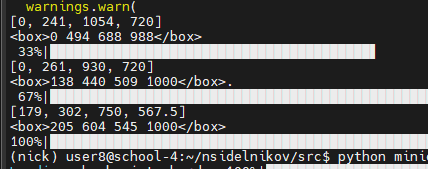 warnings.warn(
[0, 241, 1054, 720]
<box>0 494 688 988</box>
33%|
[0, 261, 930, 720]
<box>138 440 509 1000</box>.
67%|
[179, 302, 750, 567.5]
<box>205 604 545 1000</box>
100%|
(nick) user8@school-4:~/nsidelnikov/src$ python mini